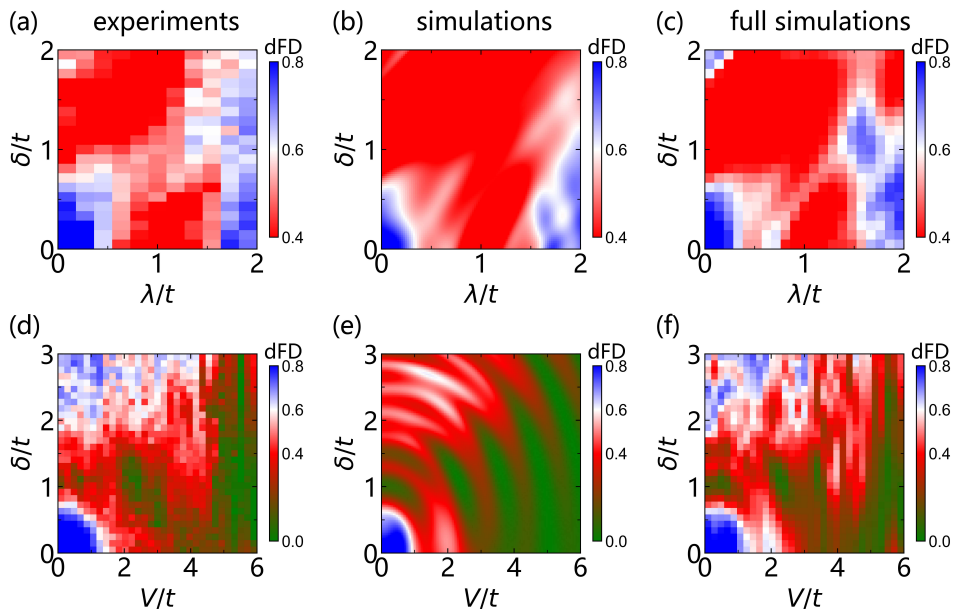 (a) experiments
(b) simulations
(c) full simulations
dFD
dFD
dFD
2
1
0
δ/t
0 1 2
λ/t
0.8
0.6
0.4
2
1
0
δ/t
0 1 2
λ/t
0.8
0.6
0.4
2
1
0
δ/t
0 1 2
λ/t
0.8
0.6
0.4
(d)
(e)
(f)
dFD
dFD
dFD
3
2
1
0
δ/t
0 2 4 6
V/t
0.8
0.6
0.4
0.0
3
2
1
0
δ/t
0 2 4 6
V/t
0.8
0.6
0.4
0.0
3
2
1
0
δ/t
0 2 4 6
V/t
0.8
0.6
0.4
0.0